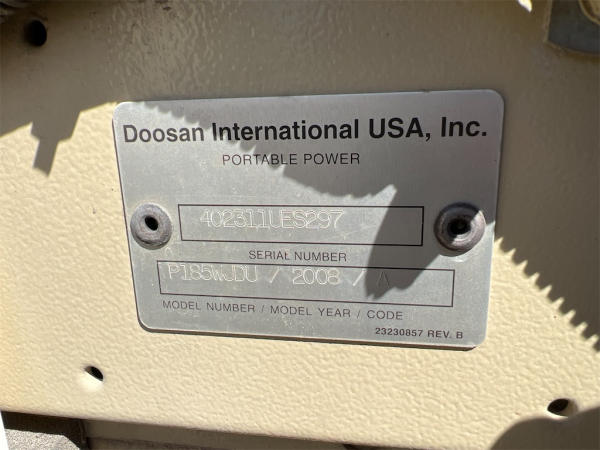 Doosan International USA, Inc.
PORTABLE POWER
402311UES297
SERIAL NUMBER
P185WJDU / 2008 / A
MODEL NUMBER / MODEL YEAR / CODE
23230857 REV. B